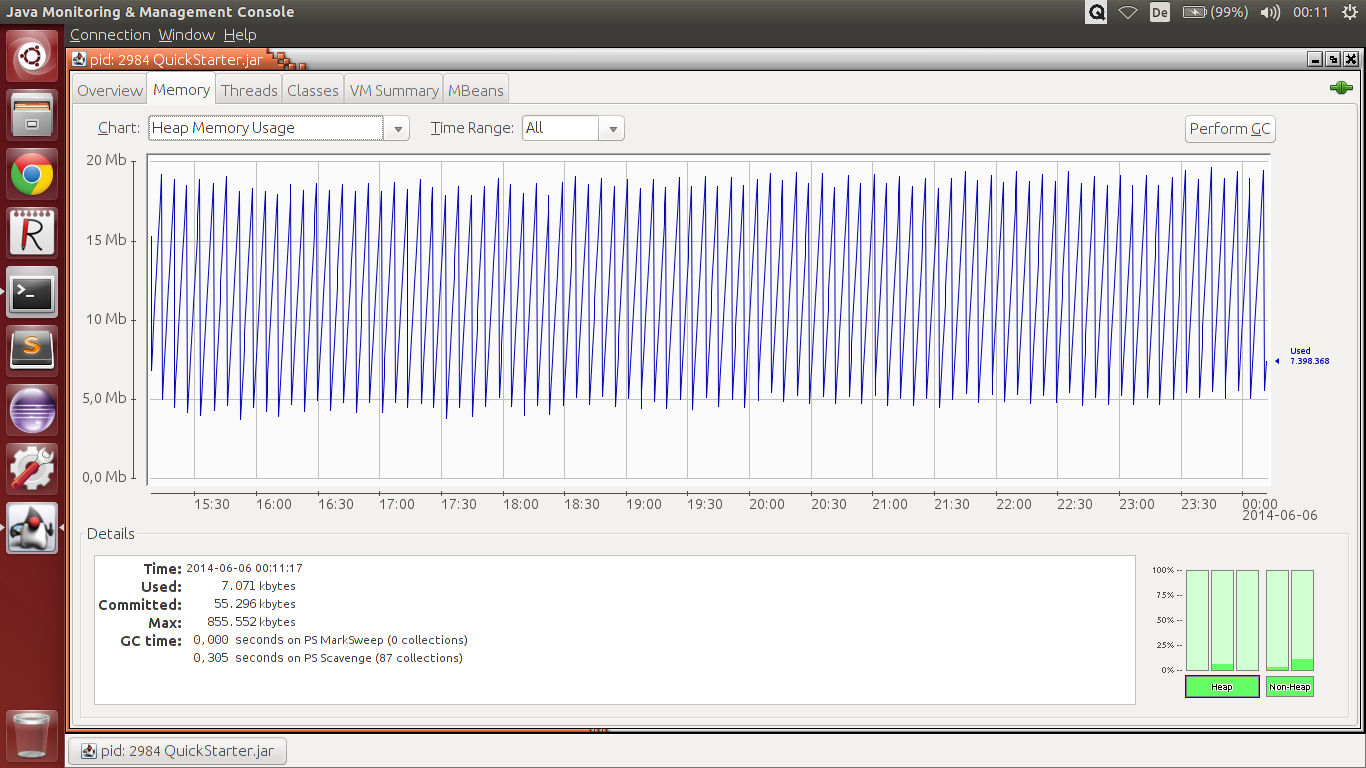 Java Monitoring & Management Console
Q
De
(99%)
00:11
Connection Window Help
pid: 2984 QuickStarter.jar
Overview Memory Threads Classes VM Summary MBeans
Chart: Heap Memory Usage Time Range: All Perform GC
20 Mb
15 Mb
10 Mb
5,0 Mb
0,0 Mb
Used
7.398.368
15:30 16:00 16:30 17:00 17:30 18:00 18:30 19:00 19:30 20:00 20:30 21:00 21:30 22:00 22:30 23:00 23:30 00:00
2014-06-06
Details
Time: 2014-06-06 00:11:17
Used: 7.071 kbytes
Committed: 55.296 kbytes
Max: 855.552 kbytes
GC time: 0,000 seconds on PS MarkSweep (0 collections)
0,305 seconds on PS Scavenge (87 collections)
100% --
75% --
50% --
25% --
0% --
Heap Non-Heap
R
>_
S
pid: 2984 QuickStarter.jar